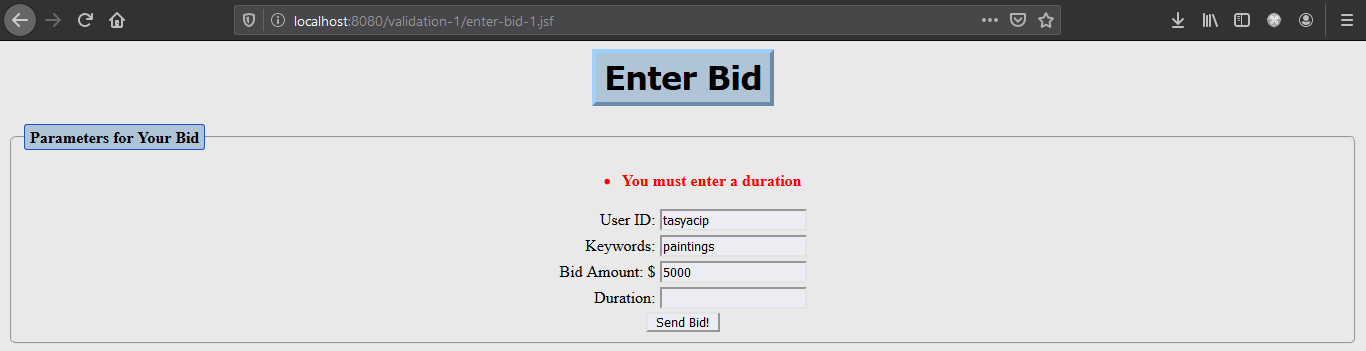 localhost:8080/validation-1/enter-bid-1.jsf
Enter Bid
Parameters for Your Bid
• You must enter a duration
User ID: tasyacip
Keywords: paintings
Bid Amount: $ 5000
Duration:
Send Bid!